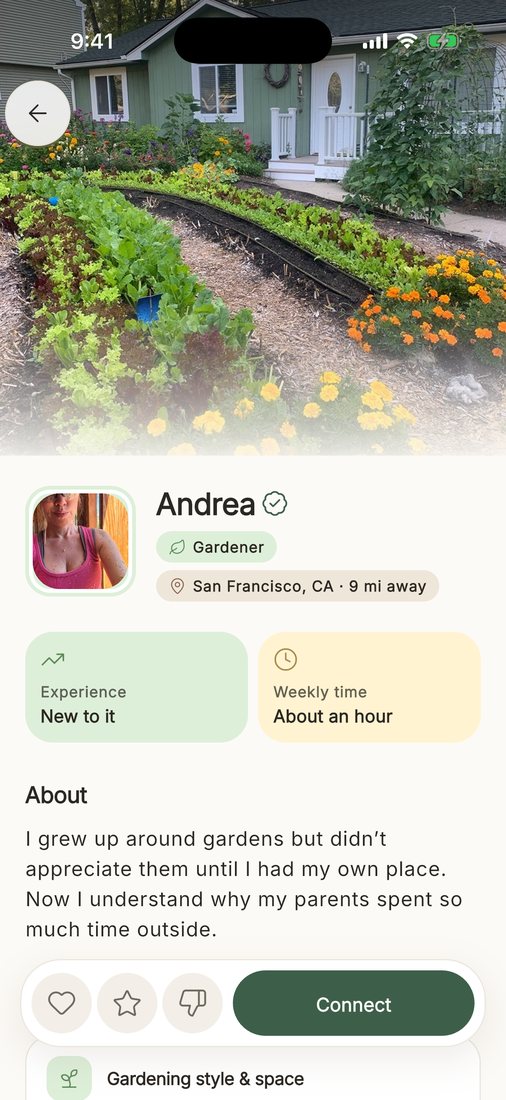 9:41
Andrea
Gardener
San Francisco, CA · 9 mi away
Experience
New to it
Weekly time
About an hour
About
I grew up around gardens but didn’t
appreciate them until I had my own place.
Now I understand why my parents spent so
much time outside.
Connect
Gardening style & space